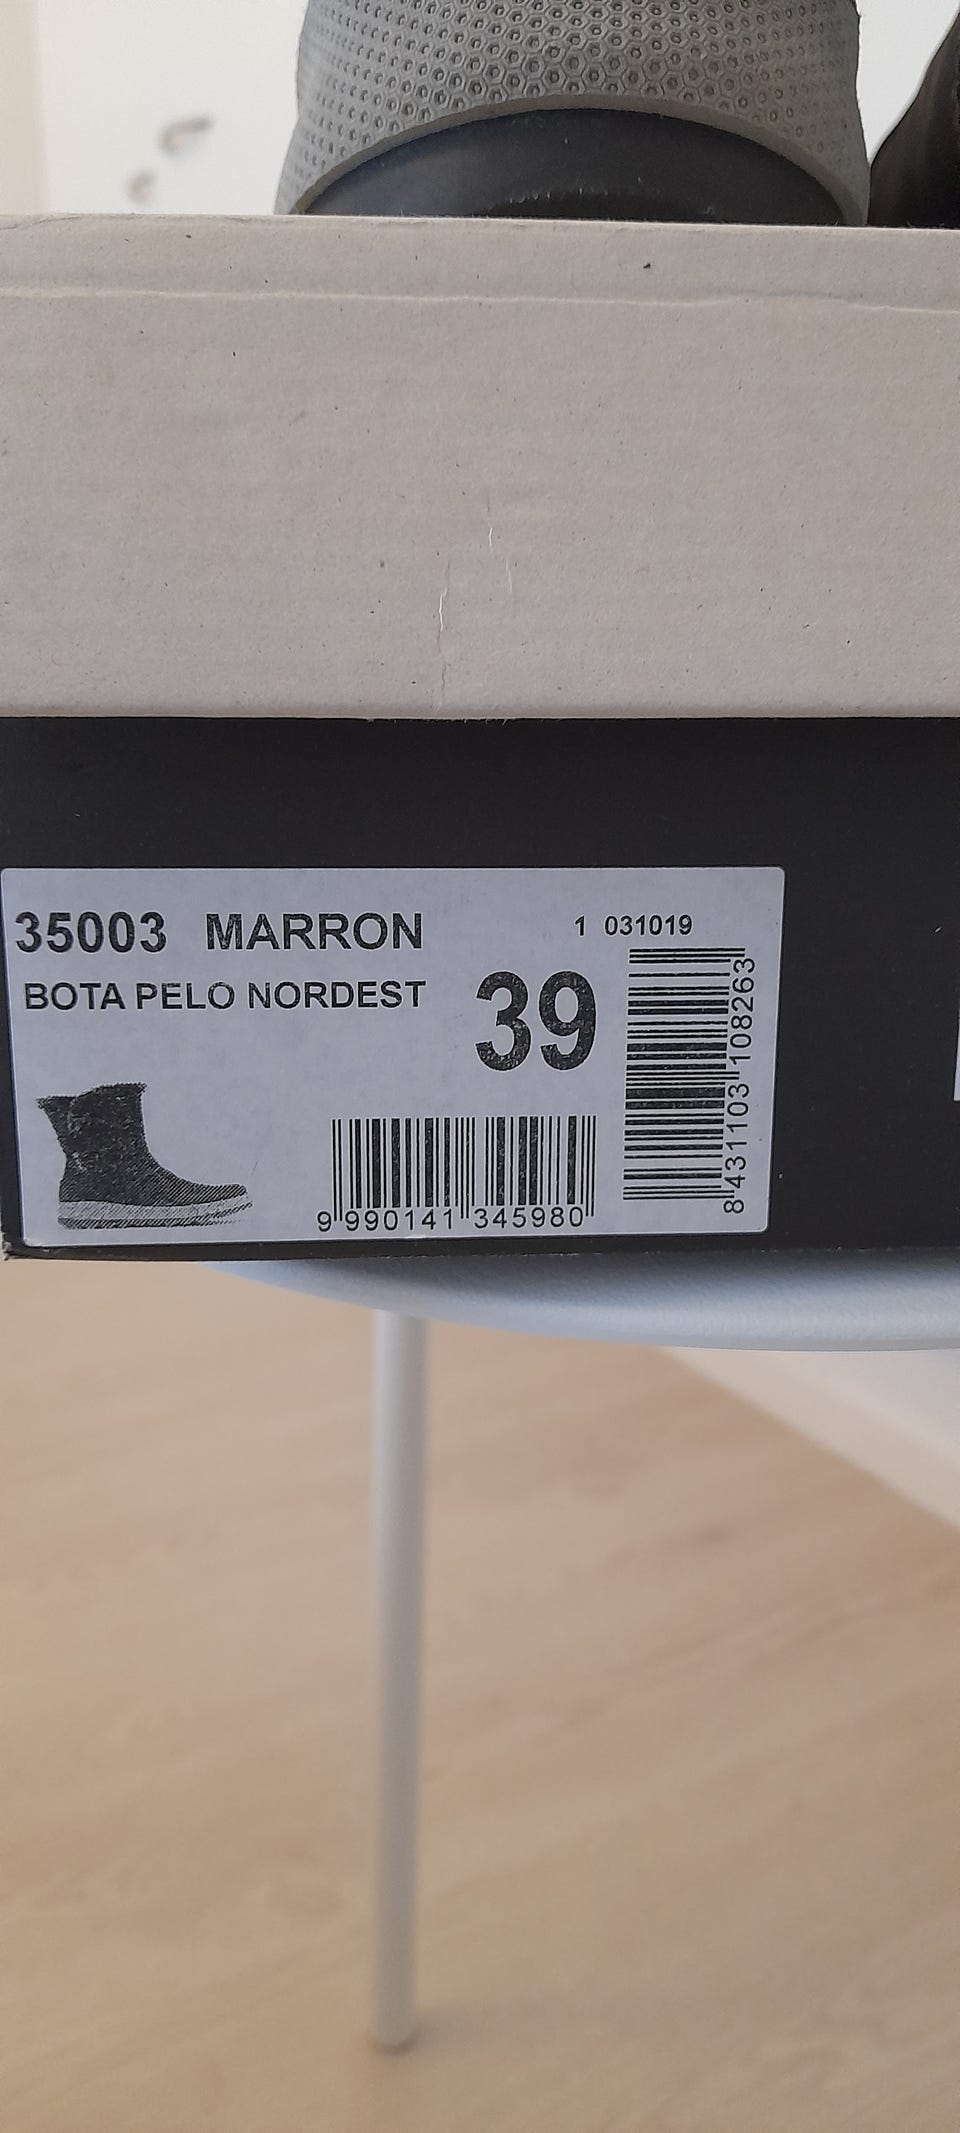 35003 MARRON
1 031019
BOTA PELO NORDEST
39
8 431103 108263
9 990141 345980